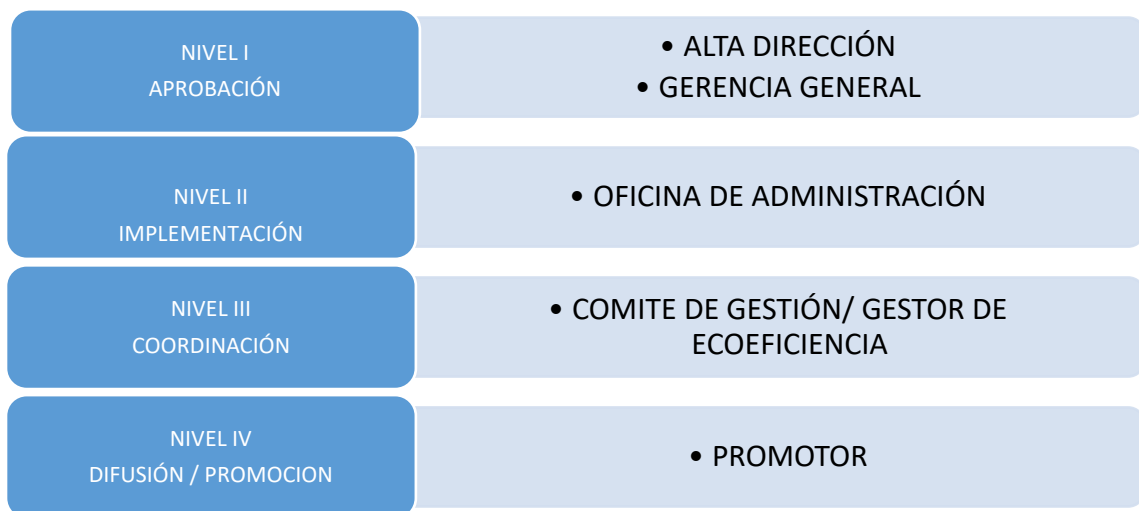 NIVEL I
APROBACIÓN
• ALTA DIRECCIÓN
• GERENCIA GENERAL
NIVEL II
IMPLEMENTACIÓN
• OFICINA DE ADMINISTRACIÓN
NIVEL III
COORDINACIÓN
• COMITE DE GESTIÓN/ GESTOR DE
ECOEFICIENCIA
NIVEL IV
DIFUSIÓN / PROMOCION
• PROMOTOR